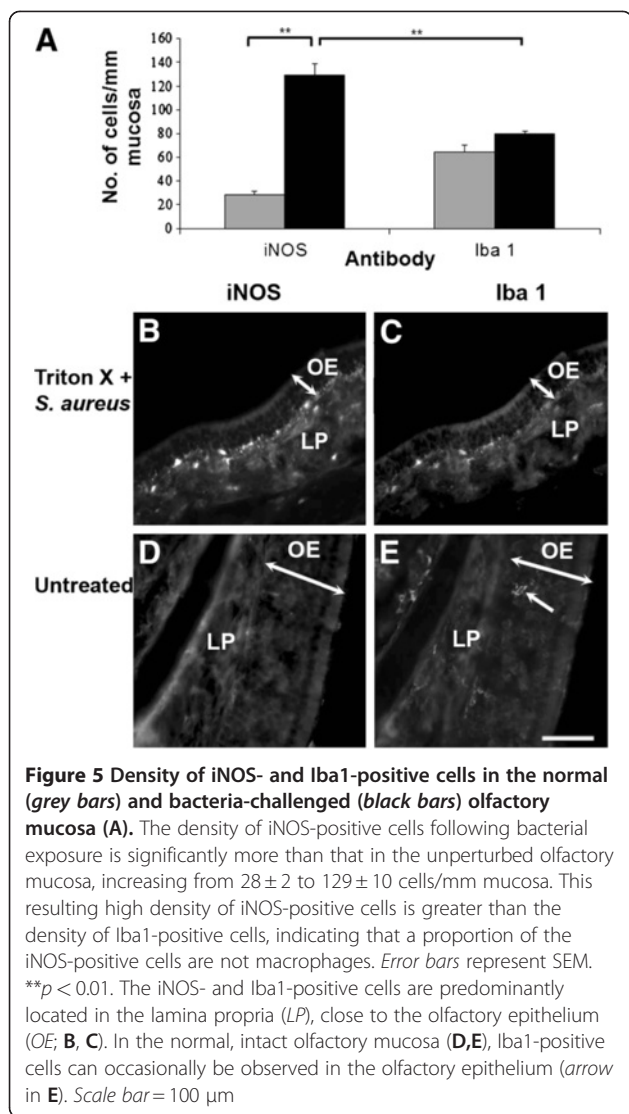 A
**
**
160
140
120
100
80
60
40
20
0
No. of cells/mm
mucosa
iNOS
Iba 1
Antibody
iNOS
Iba 1
Triton X +
S. aureus
B
OE
LP
C
OE
LP
Untreated
D
OE
LP
E
OE
LP
Figure 5 Density of iNOS- and Iba1-positive cells in the normal
(grey bars) and bacteria-challenged (black bars) olfactory
mucosa (A). The density of iNOS-positive cells following bacterial
exposure is significantly more than that in the unperturbed olfactory
mucosa, increasing from 28 ± 2 to 129 ± 10 cells/mm mucosa. This
resulting high density of iNOS-positive cells is greater than the
density of Iba1-positive cells, indicating that a proportion of the
iNOS-positive cells are not macrophages. Error bars represent SEM.
**p < 0.01. The iNOS- and Iba1-positive cells are predominantly
located in the lamina propria (LP), close to the olfactory epithelium
(OE; B, C). In the normal, intact olfactory mucosa (D,E), Iba1-positive
cells can occasionally be observed in the olfactory epithelium (arrow
in E). Scale bar = 100 μm